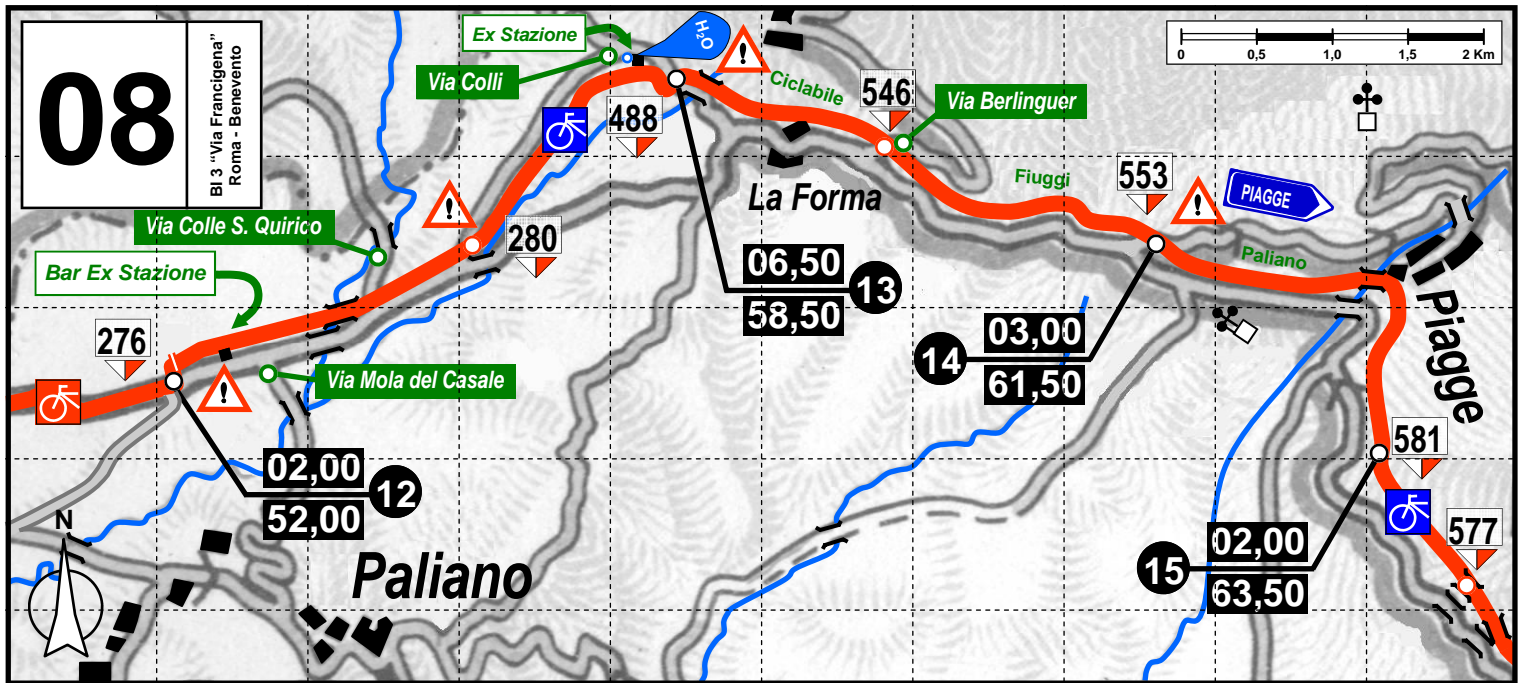 08
BI 3 “Via Francigena”
Roma - Benevento
Ex Stazione
H2O
Via Colli
Ciclabile
546
Via Berlinguer
0 0,5 1,0 1,5 2 Km
488
Via Colle S. Quirico
280
La Forma
Fiuggi
553
PIAGGE
Bar Ex Stazione
06,50
13
58,50
Paliano
Piagge
276
Via Mola del Casale
03,00
14
61,50
581
02,00
12
52,00
N
Paliano
02,00
15
63,50
577